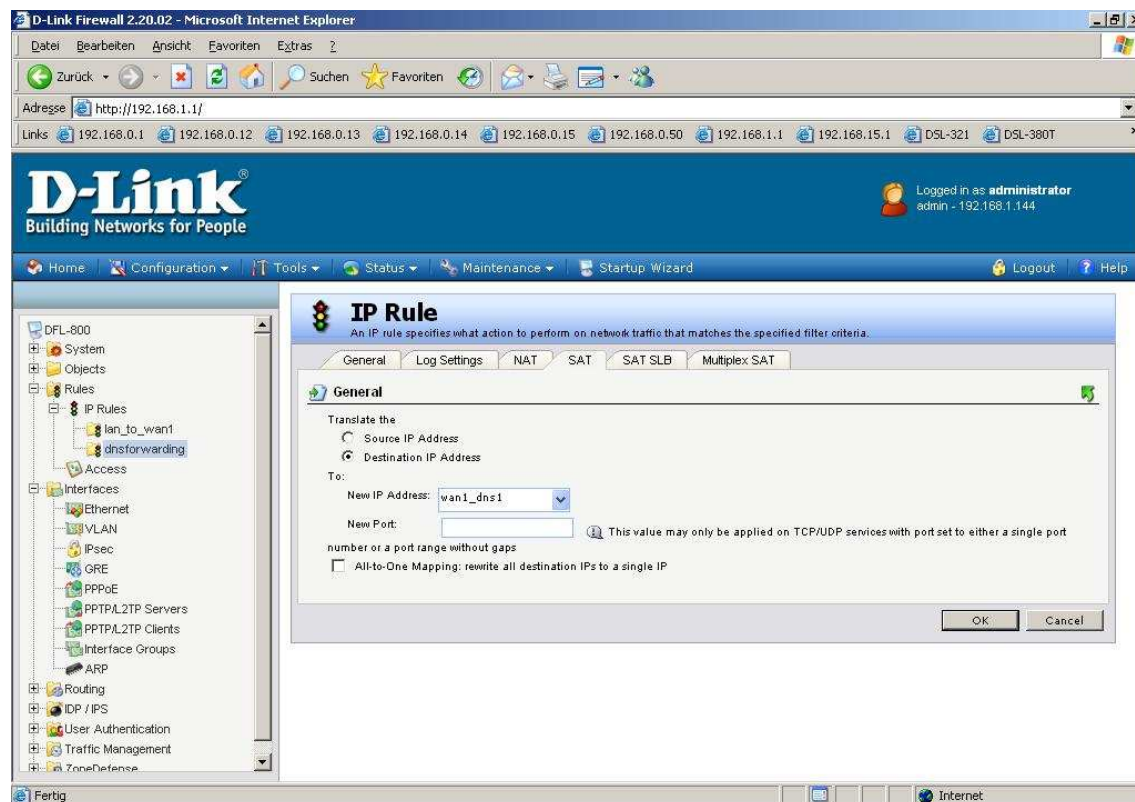 D-Link Firewall 2.20.02 - Microsoft Internet Explorer
Datei Bearbeiten Ansicht Favoriten Extras ?
Zurück Suchen Favoriten
Adresse http://192.168.1.1/
Links 192.168.0.1 192.168.0.12 192.168.0.13 192.168.0.14 192.168.0.15 192.168.0.50 192.168.1.1 192.168.15.1 DSL-321 DSL-380T
D-Link®
Building Networks for People
Logged in as administrator
admin - 192.168.1.144
Home Configuration Tools Status Maintenance Startup Wizard Logout Help
DFL-800
System
Objects
Rules
IP Rules
lan_to_wan1
dnsforwarding
Access
Interfaces
Ethernet
VLAN
IPsec
GRE
PPPoE
PPTP/L2TP Servers
PPTP/L2TP Clients
Interface Groups
ARP
Routing
IDP / IPS
User Authentication
Traffic Management
ZoneDefense
IP Rule
An IP rule specifies what action to perform on network traffic that matches the specified filter criteria.
General Log Settings NAT SAT SAT SLB Multiplex SAT
General
Translate the
Source IP Address
Destination IP Address
To:
New IP Address: wan1_dns1
New Port: This value may only be applied on TCP/UDP services with port set to either a single port
number or a port range without gaps
All-to-One Mapping: rewrite all destination IPs to a single IP
OK Cancel
Fertig Internet